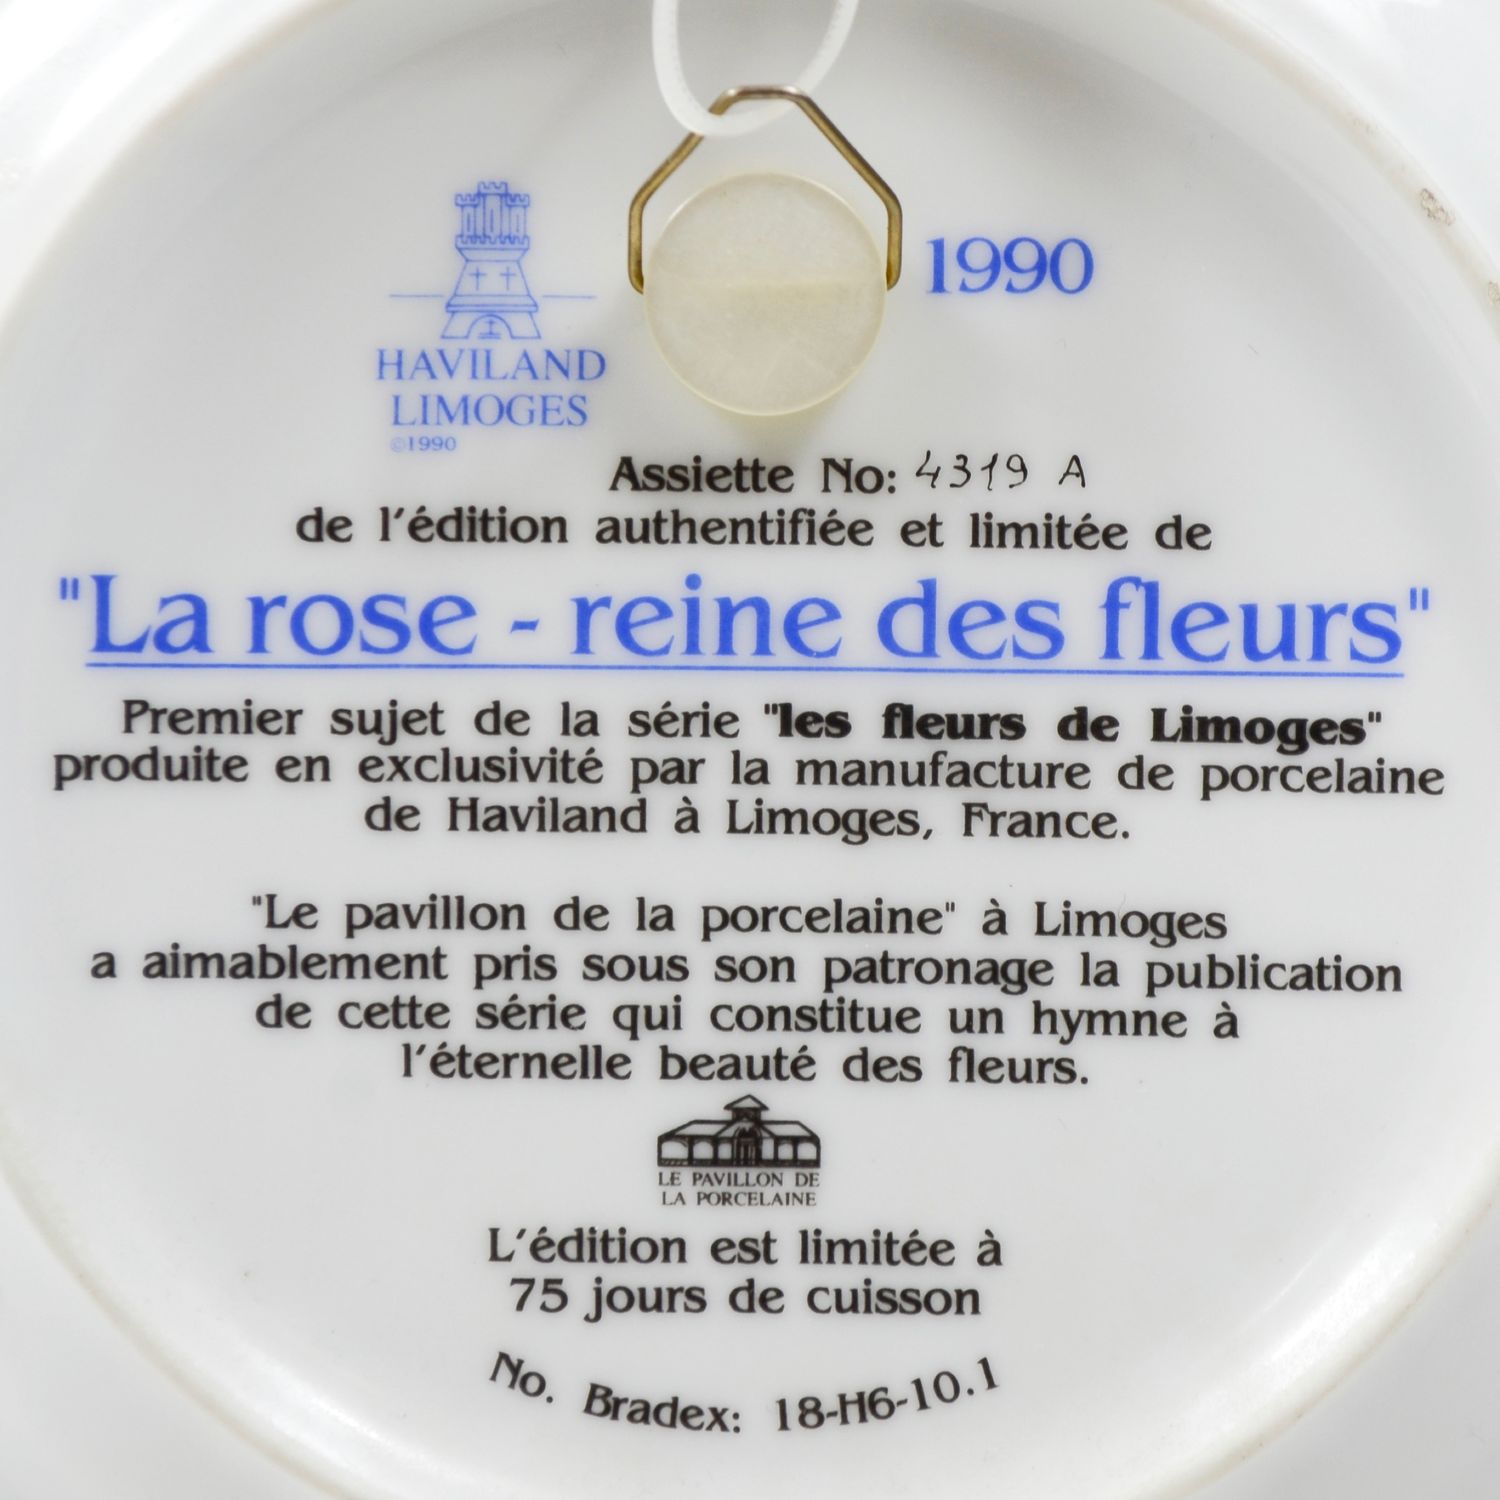 HAVILAND
LIMOGES
©1990
1990
Assiette No: 4319 A
de l'édition authentifiée et limitée de
"La rose - reine des fleurs"
Premier sujet de la série "les fleurs de Limoges"
produite en exclusivité par la manufacture de porcelaine
de Haviland à Limoges, France.
"Le pavillon de la porcelaine" à Limoges
a aimablement pris sous son patronage la publication
de cette série qui constitue un hymne à
l'éternelle beauté des fleurs.
LE PAVILLON DE
LA PORCELAINE
L'édition est limitée à
75 jours de cuisson
No. Bradex: 18-H6-10.1